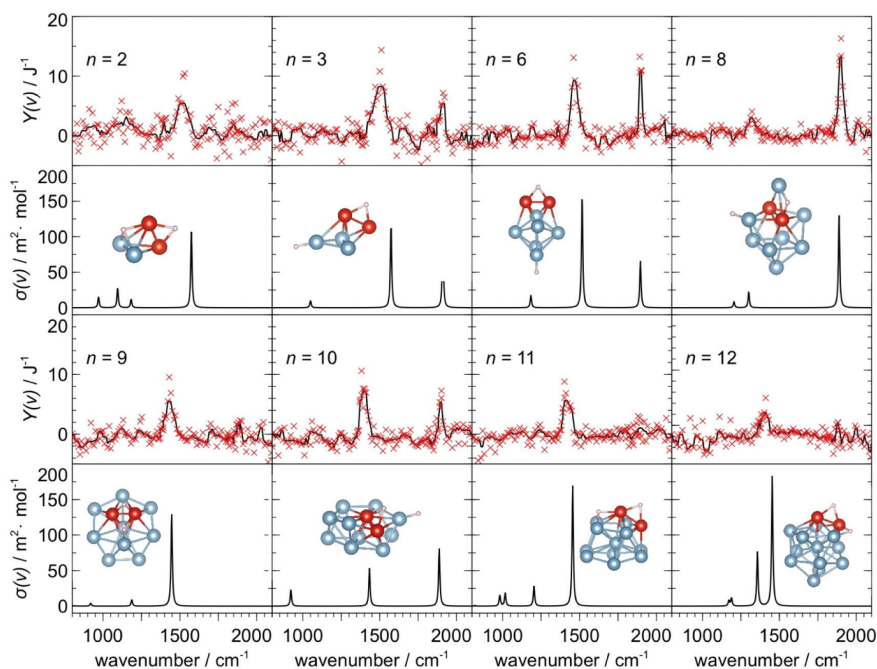 Y(ν) / J⁻¹
20
10
0
n = 2
n = 3
n = 6
n = 8
σ(ν) / m²· mol⁻¹
200
150
100
50
0
Y(ν) / J⁻¹
20
10
0
n = 9
n = 10
n = 11
n = 12
σ(ν) / m²· mol⁻¹
200
150
100
50
0
1000 1500 2000 1000 1500 2000 1000 1500 2000 1000 1500 2000
wavenumber / cm⁻¹ wavenumber / cm⁻¹ wavenumber / cm⁻¹ wavenumber / cm⁻¹